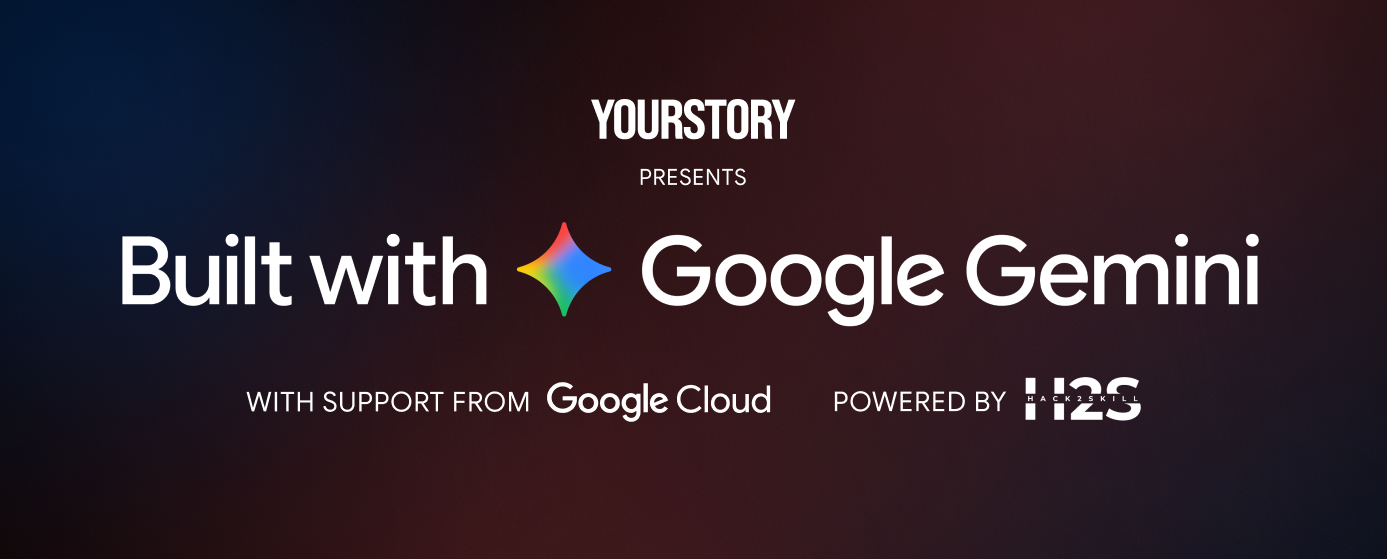 YOURSTORY
PRESENTS
Built with Google Gemini
WITH SUPPORT FROM Google Cloud POWERED BY H2S HACK2SKILL